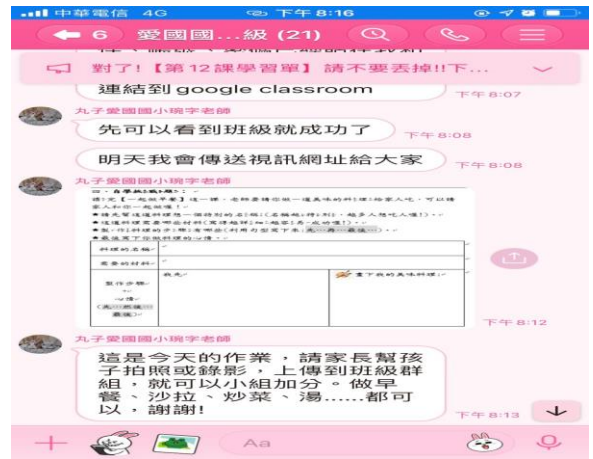 中華電信 4G 下午8:16
6 愛國國...級 (21)
對了!【第12課學習單】請不要丟掉!!下...
連結到 google classroom
下午8:07
丸子愛國國小琬字老師
先可以看到班級就成功了
下午8:08
明天我會傳送視訊網址給大家
下午8:08
丸子愛國國小琬字老師
料理的名稱
需要的材料
製作步驟
心情
我先
畫下我的美味料理:
下午8:12
丸子愛國國小琬字老師
這是今天的作業,請家長幫孩
子拍照或錄影,上傳到班級群
組,就可以小組加分。做早
餐、沙拉、炒菜、湯......都可
以,謝謝!
下午8:13
Aa